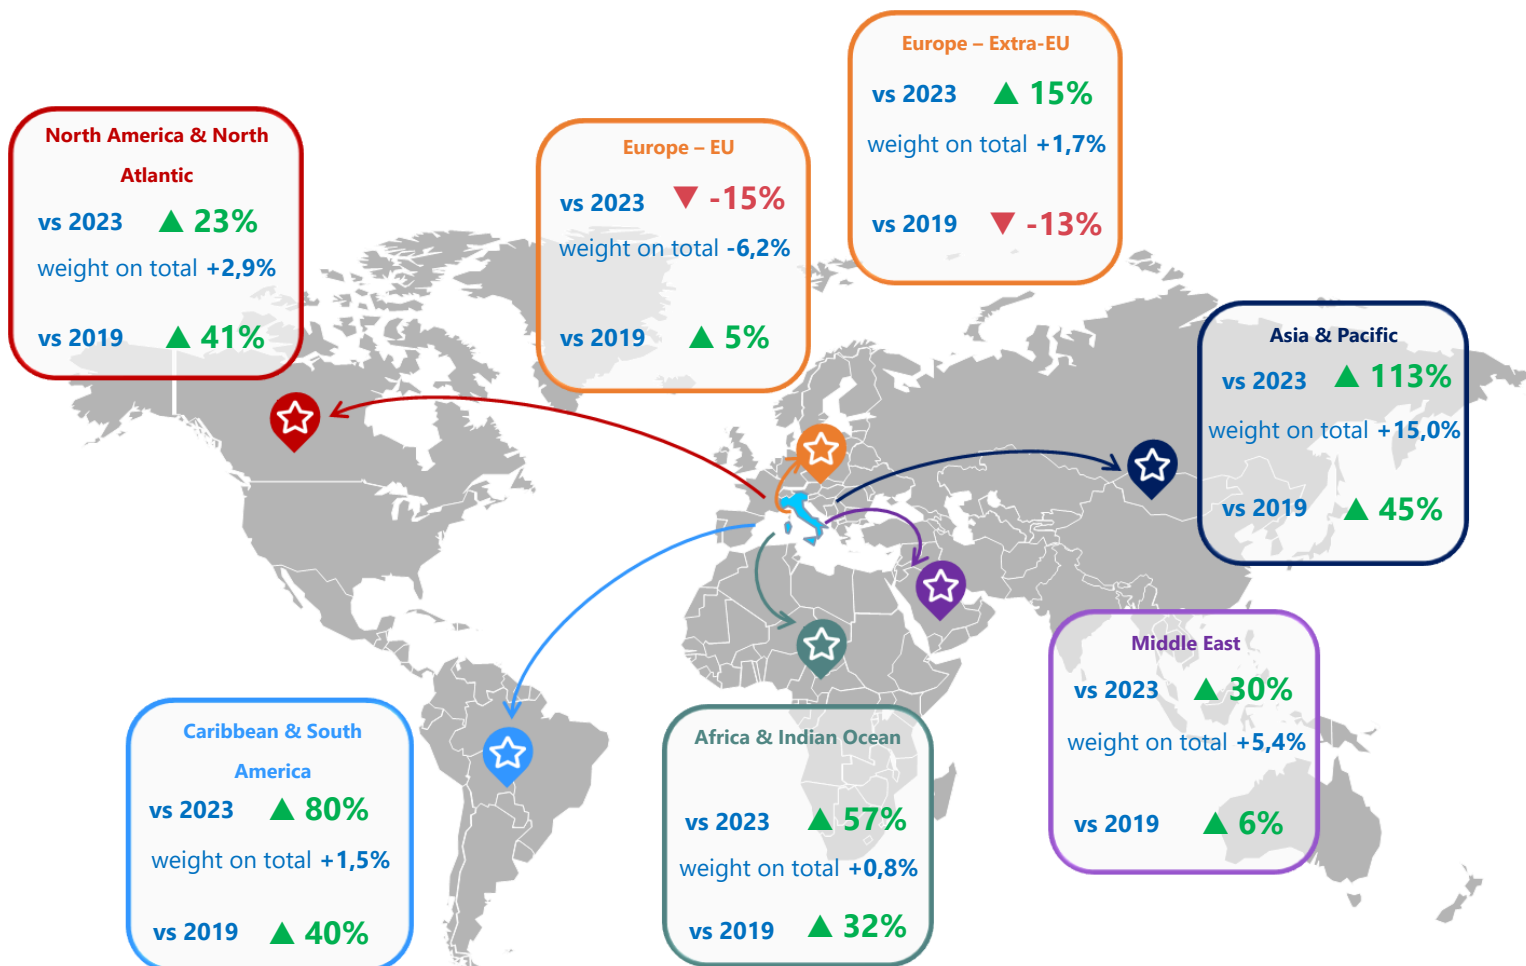 Europe – Extra-EU
vs 2023 ▲ 15%
weight on total +1,7%
vs 2019 ▼ -13%
North America & North
Atlantic
vs 2023 ▲ 23%
weight on total +2,9%
vs 2019 ▲ 41%
Europe – EU
vs 2023 ▼ -15%
weight on total -6,2%
vs 2019 ▲ 5%
Asia & Pacific
vs 2023 ▲ 113%
weight on total +15,0%
vs 2019 ▲ 45%
Middle East
vs 2023 ▲ 30%
weight on total +5,4%
vs 2019 ▲ 6%
Caribbean & South
America
vs 2023 ▲ 80%
weight on total +1,5%
vs 2019 ▲ 40%
Africa & Indian Ocean
vs 2023 ▲ 57%
weight on total +0,8%
vs 2019 ▲ 32%